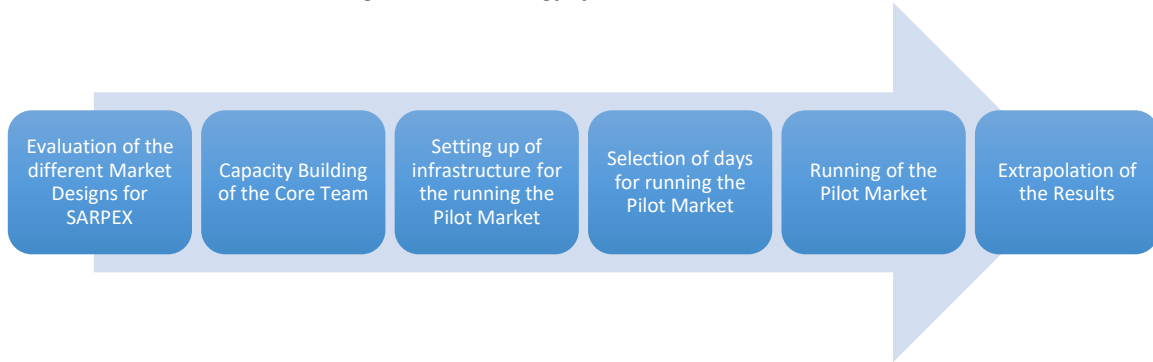 Evaluation of the
different Market
Designs for
SARPEX
Capacity Building
of the Core Team
Setting up of
infrastructure for
the running the
Pilot Market
Selection of days
for running the
Pilot Market
Running of the
Pilot Market
Extrapolation of
the Results